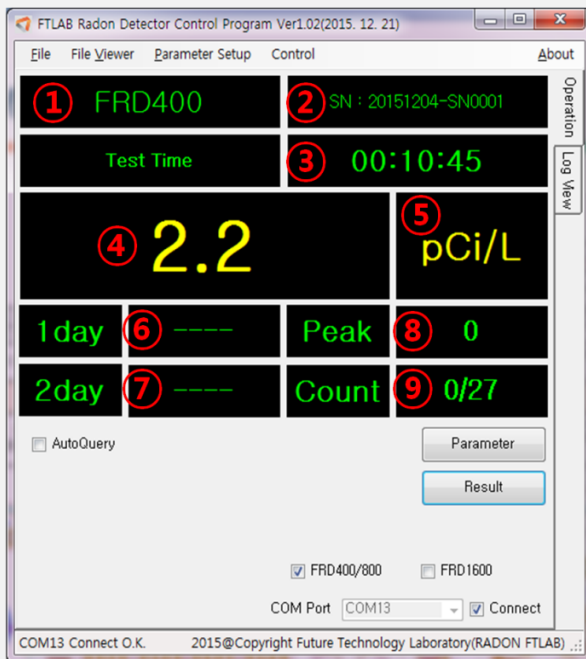 FTLAB Radon Detector Control Program Ver1.02(2015. 12. 21)
File File Viewer Parameter Setup Control About
① FRD400 ② SN : 20151204-SN0001
Operation
Test Time ③ 00:10:45
Log View
④ 2.2 ⑤ pCi/L
1day ⑥ ---- Peak ⑧ 0
2day ⑦ ---- Count ⑨ 0/27
AutoQuery Parameter
Result
FRD400/800 FRD1600
COM Port COM13 Connect
COM13 Connect O.K. 2015@Copyright Future Technology Laboratory(RADON FTLAB)